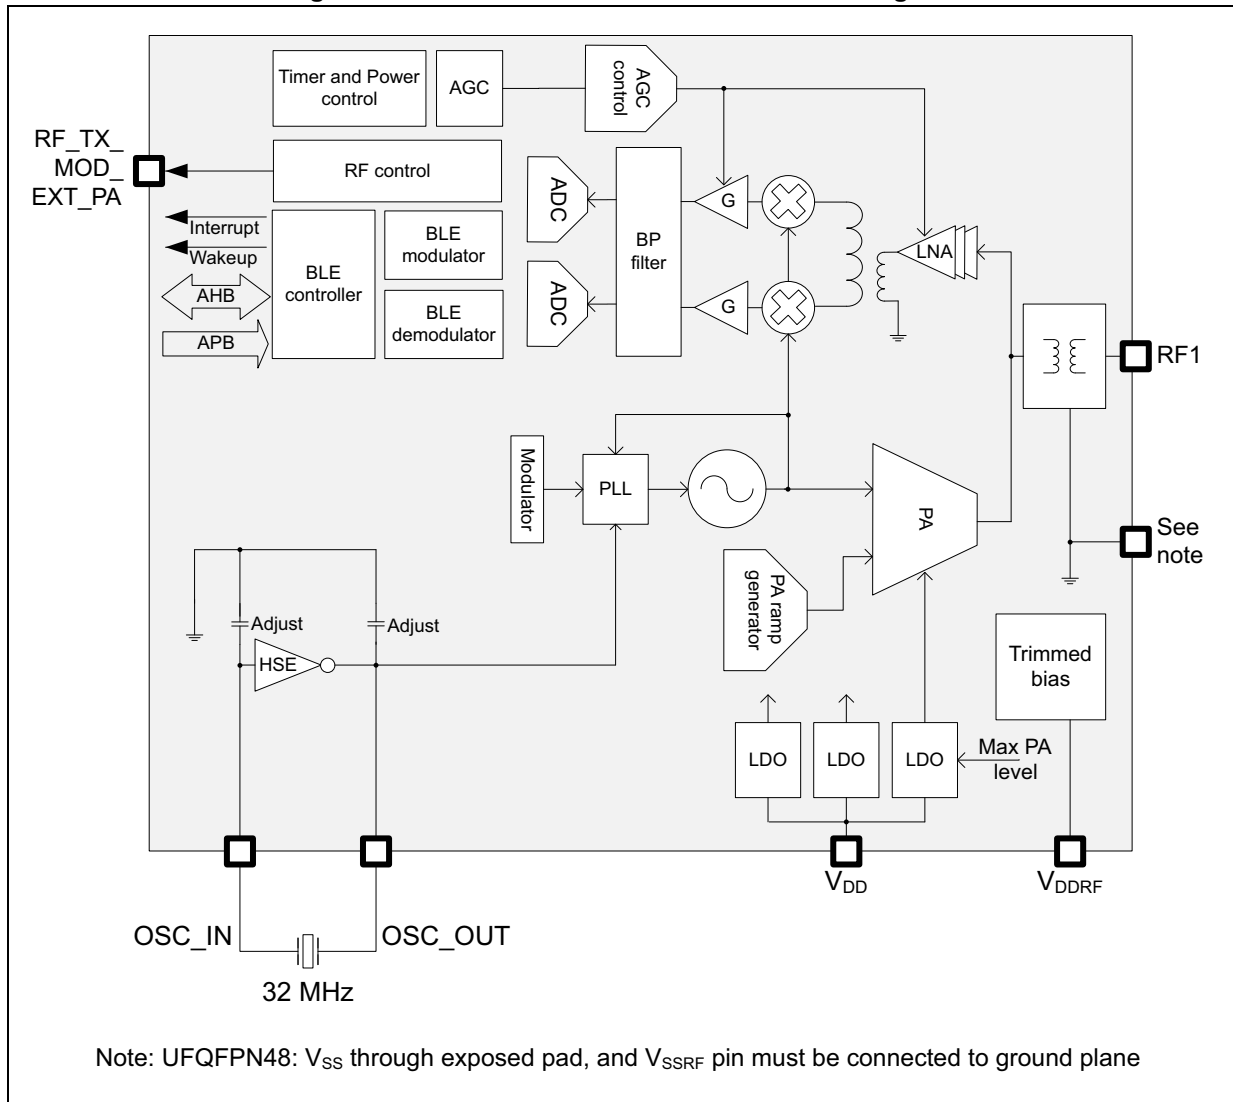 Timer and Power
control
AGC
AGC
control
RF_TX_
MOD_
EXT_PA
RF control
ADC
ADC
BP
filter
G
G
LNA
Interrupt
Wakeup
AHB
APB
BLE
controller
BLE
modulator
BLE
demodulator
RF1
Modulator
PLL
PA
See
note
PA ramp
generator
Adjust
Adjust
HSE
Trimmed
bias
LDO
LDO
LDO
Max PA
level
VDD
VDDRF
OSC_IN
OSC_OUT
32 MHz
Note: UFQFPN48: VSS through exposed pad, and VSSRF pin must be connected to ground plane